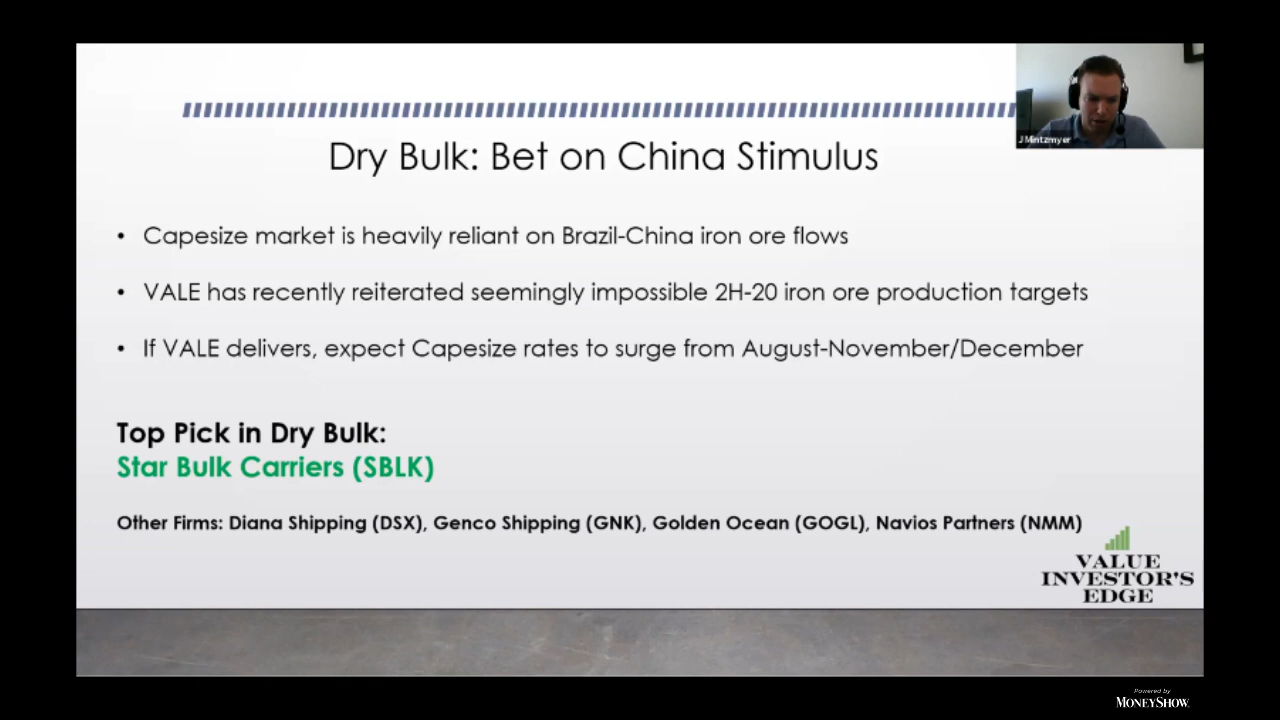 J Mintzmyer
Dry Bulk: Bet on China Stimulus
• Capesize market is heavily reliant on Brazil-China iron ore flows
• VALE has recently reiterated seemingly impossible 2H-20 iron ore production targets
• If VALE delivers, expect Capesize rates to surge from August-November/December
Top Pick in Dry Bulk:
Star Bulk Carriers (SBLK)
Other Firms: Diana Shipping (DSX), Genco Shipping (GNK), Golden Ocean (GOGL), Navios Partners (NMM)
VALUE
INVESTOR'S
EDGE
Powered by
MONEYSHOW